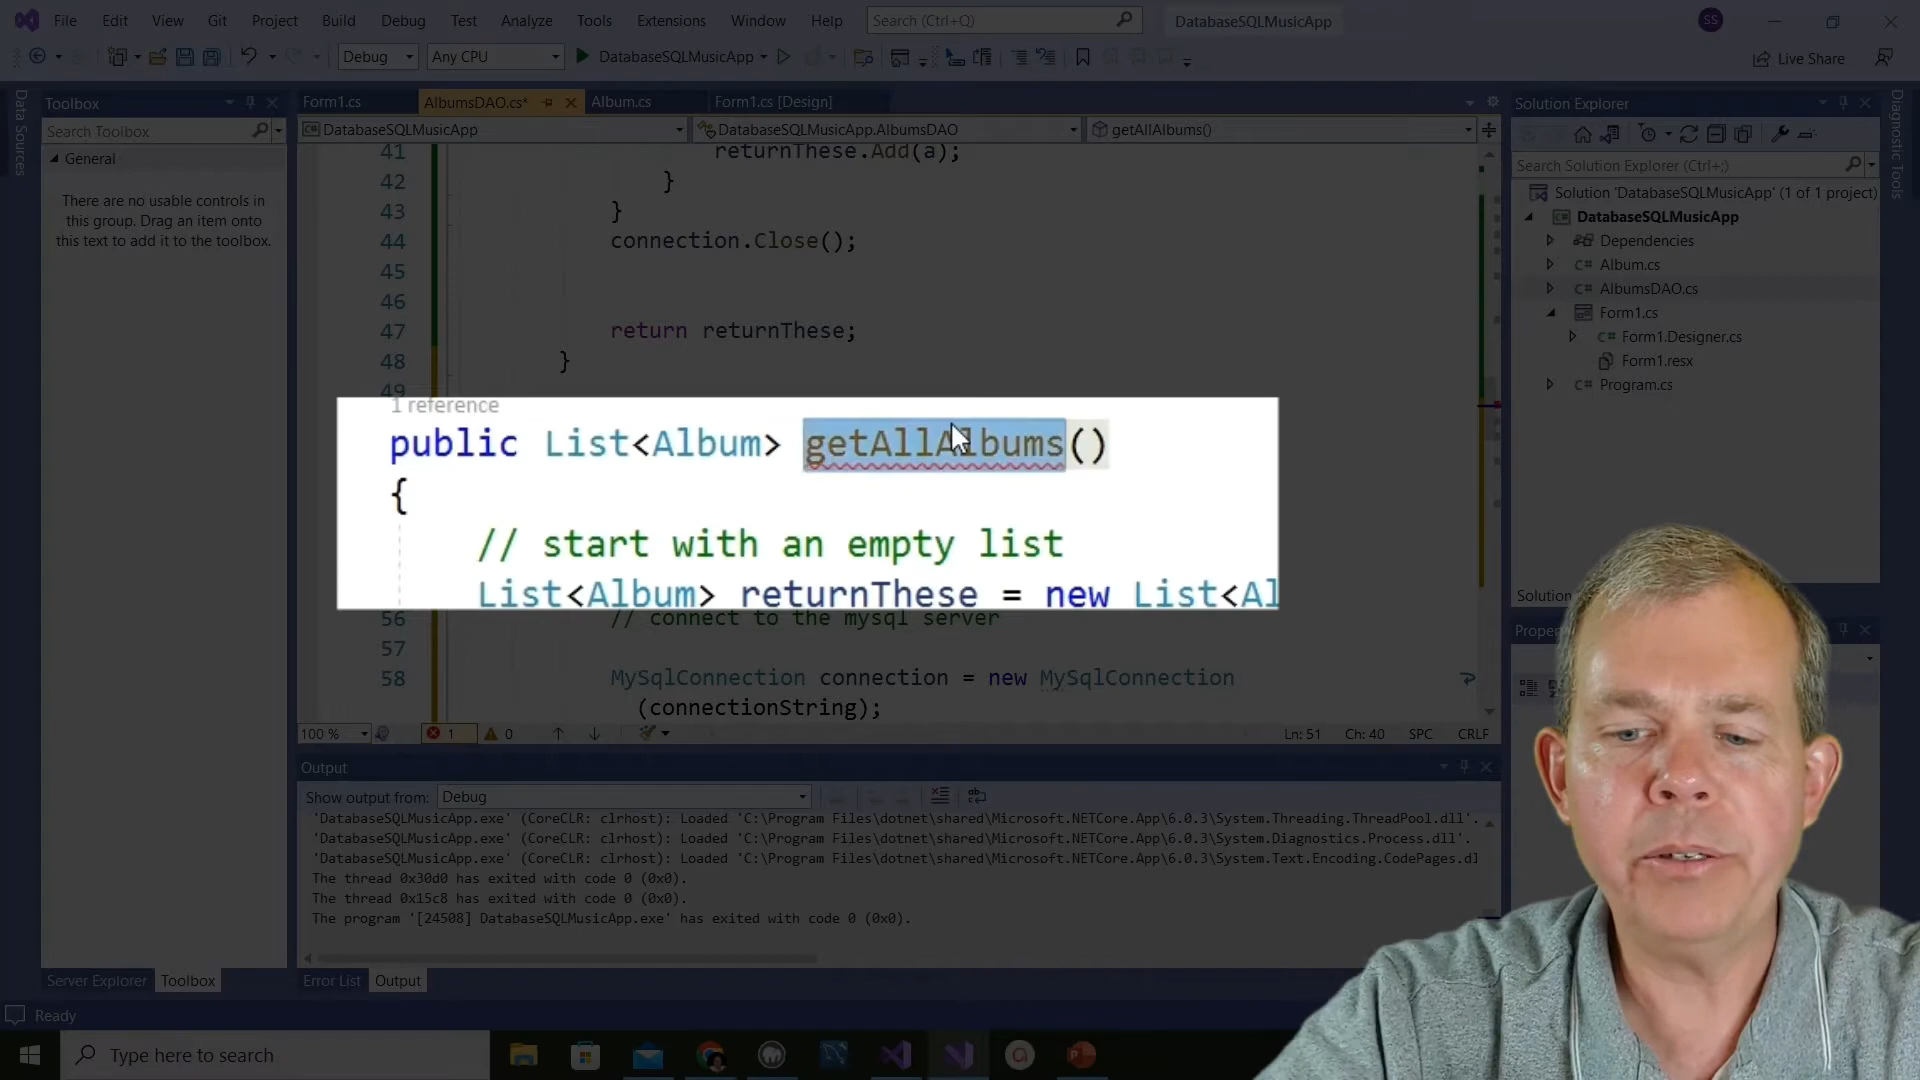 File Edit View Git Project Build Debug Test Analyze Tools Extensions Window Help Search (Ctrl+Q) DatabaseSQLMusicApp SS
Debug Any CPU DatabaseSQLMusicApp Live Share
Data Sources
Toolbox
Search Toolbox
General
There are no usable controls in
this group. Drag an item onto
this text to add it to the toolbox.
Server Explorer Toolbox
Form1.cs AlbumsDAO.cs* Album.cs Form1.cs [Design]
DatabaseSQLMusicApp DatabaseSQLMusicApp.AlbumsDAO getAllAlbums()
41 returnThese.Add(a);
42 }
43 }
44 connection.Close();
45
46
47 return returnThese;
48 }
49
1 reference
public List<Album> getAllAlbums()
{
// start with an empty list
List<Album> returnThese = new List<Al
56 // connect to the mysql server
57
58 MySqlConnection connection = new MySqlConnection
(connectionString);
100 % 1 0 Ln: 51 Ch: 40 SPC CRLF
Output
Show output from: Debug
'DatabaseSQLMusicApp.exe' (CoreCLR: clrhost): Loaded 'C:\Program Files\dotnet\shared\Microsoft.NETCore.App\6.0.3\System.Threading.ThreadPool.dll'.
'DatabaseSQLMusicApp.exe' (CoreCLR: clrhost): Loaded 'C:\Program Files\dotnet\shared\Microsoft.NETCore.App\6.0.3\System.Diagnostics.Process.dll'.
'DatabaseSQLMusicApp.exe' (CoreCLR: clrhost): Loaded 'C:\Program Files\dotnet\shared\Microsoft.NETCore.App\6.0.3\System.Text.Encoding.CodePages.dl
The thread 0x30d0 has exited with code 0 (0x0).
The thread 0x15c8 has exited with code 0 (0x0).
The program '[24508] DatabaseSQLMusicApp.exe' has exited with code 0 (0x0).
Error List Output
Solution Explorer
Search Solution Explorer (Ctrl+;)
Solution 'DatabaseSQLMusicApp' (1 of 1 project)
DatabaseSQLMusicApp
Dependencies
C# Album.cs
C# AlbumsDAO.cs
Form1.cs
C# Form1.Designer.cs
Form1.resx
C# Program.cs
Solution
Proper
Diagnostic Tools
Ready
Type here to search